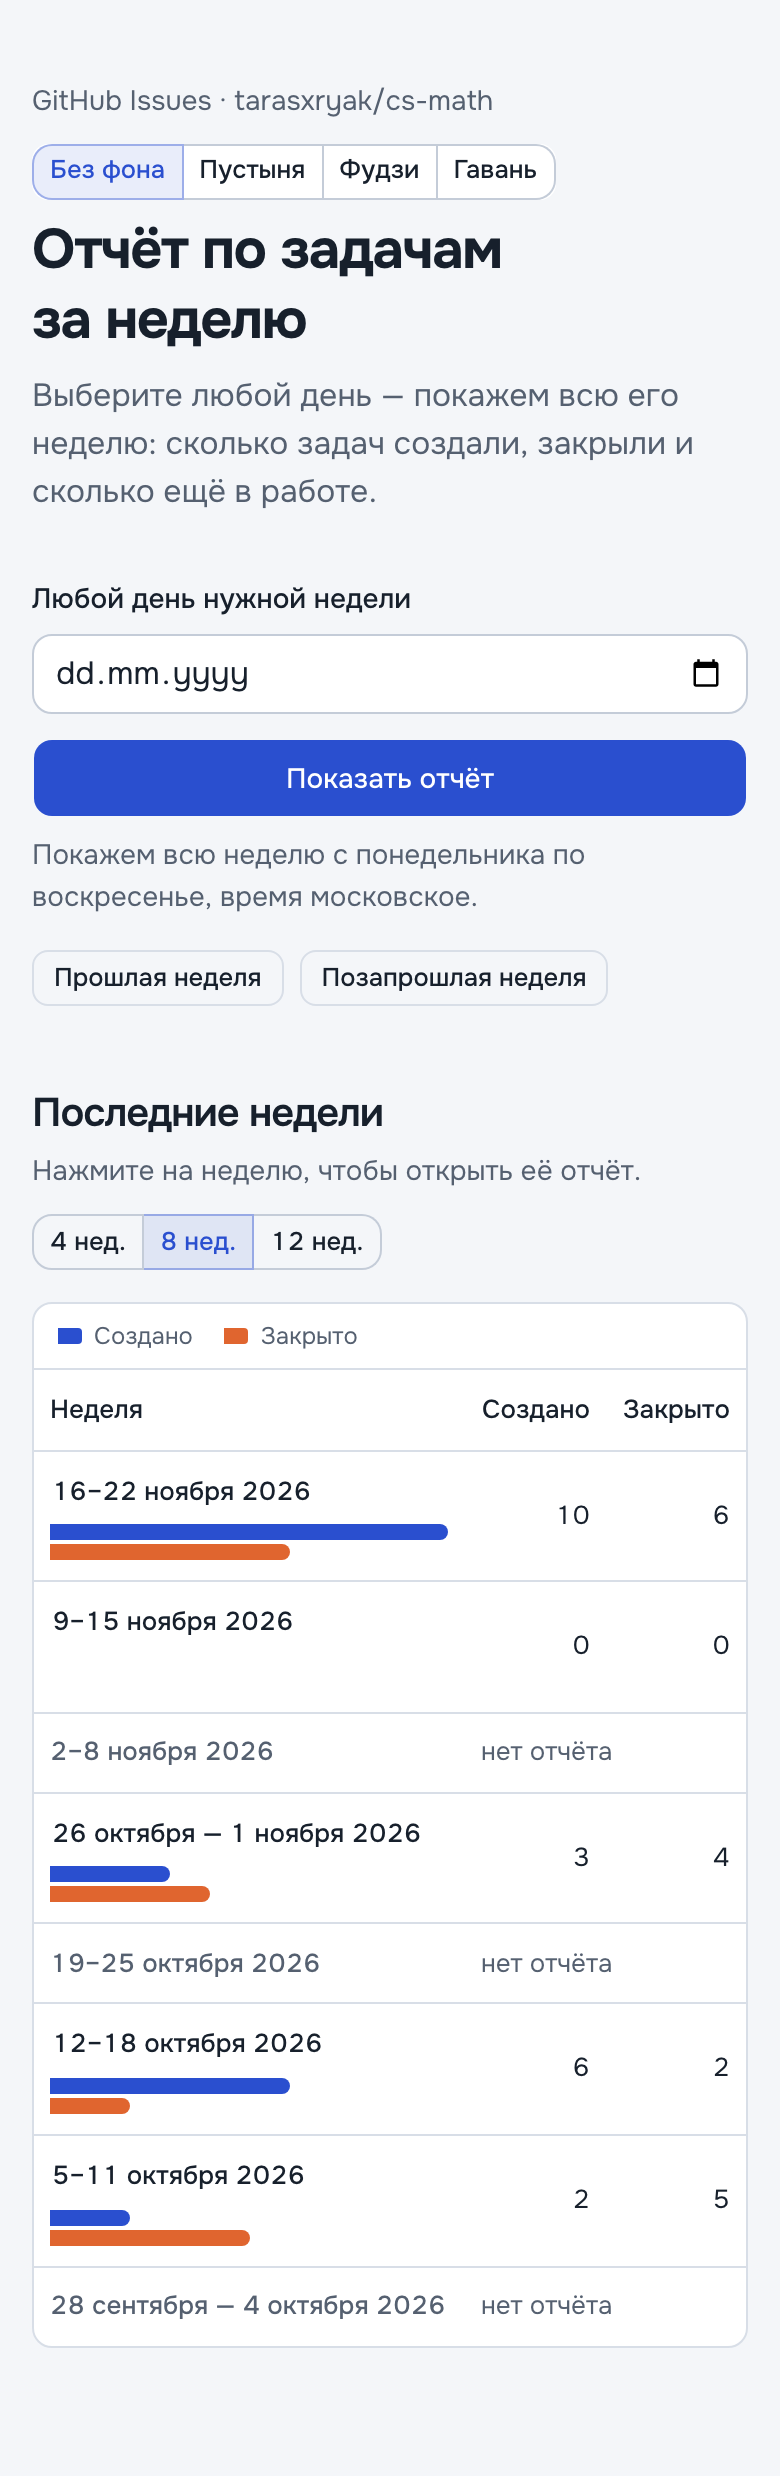 GitHub Issues · tarasxryak/cs-math
Без фона Пустыня Фудзи Гавань
Отчёт по задачам
за неделю
Выберите любой день — покажем всю его
неделю: сколько задач создали, закрыли и
сколько ещё в работе.
Любой день нужной недели
dd.mm.yyyy
Показать отчёт
Покажем всю неделю с понедельника по
воскресенье, время московское.
Прошлая неделя Позапрошлая неделя
Последние недели
Нажмите на неделю, чтобы открыть её отчёт.
4 нед. 8 нед. 12 нед.
Создано Закрыто
Неделя Создано Закрыто
16–22 ноября 2026 10 6
9–15 ноября 2026 0 0
2–8 ноября 2026 нет отчёта
26 октября — 1 ноября 2026 3 4
19–25 октября 2026 нет отчёта
12–18 октября 2026 6 2
5–11 октября 2026 2 5
28 сентября — 4 октября 2026 нет отчёта